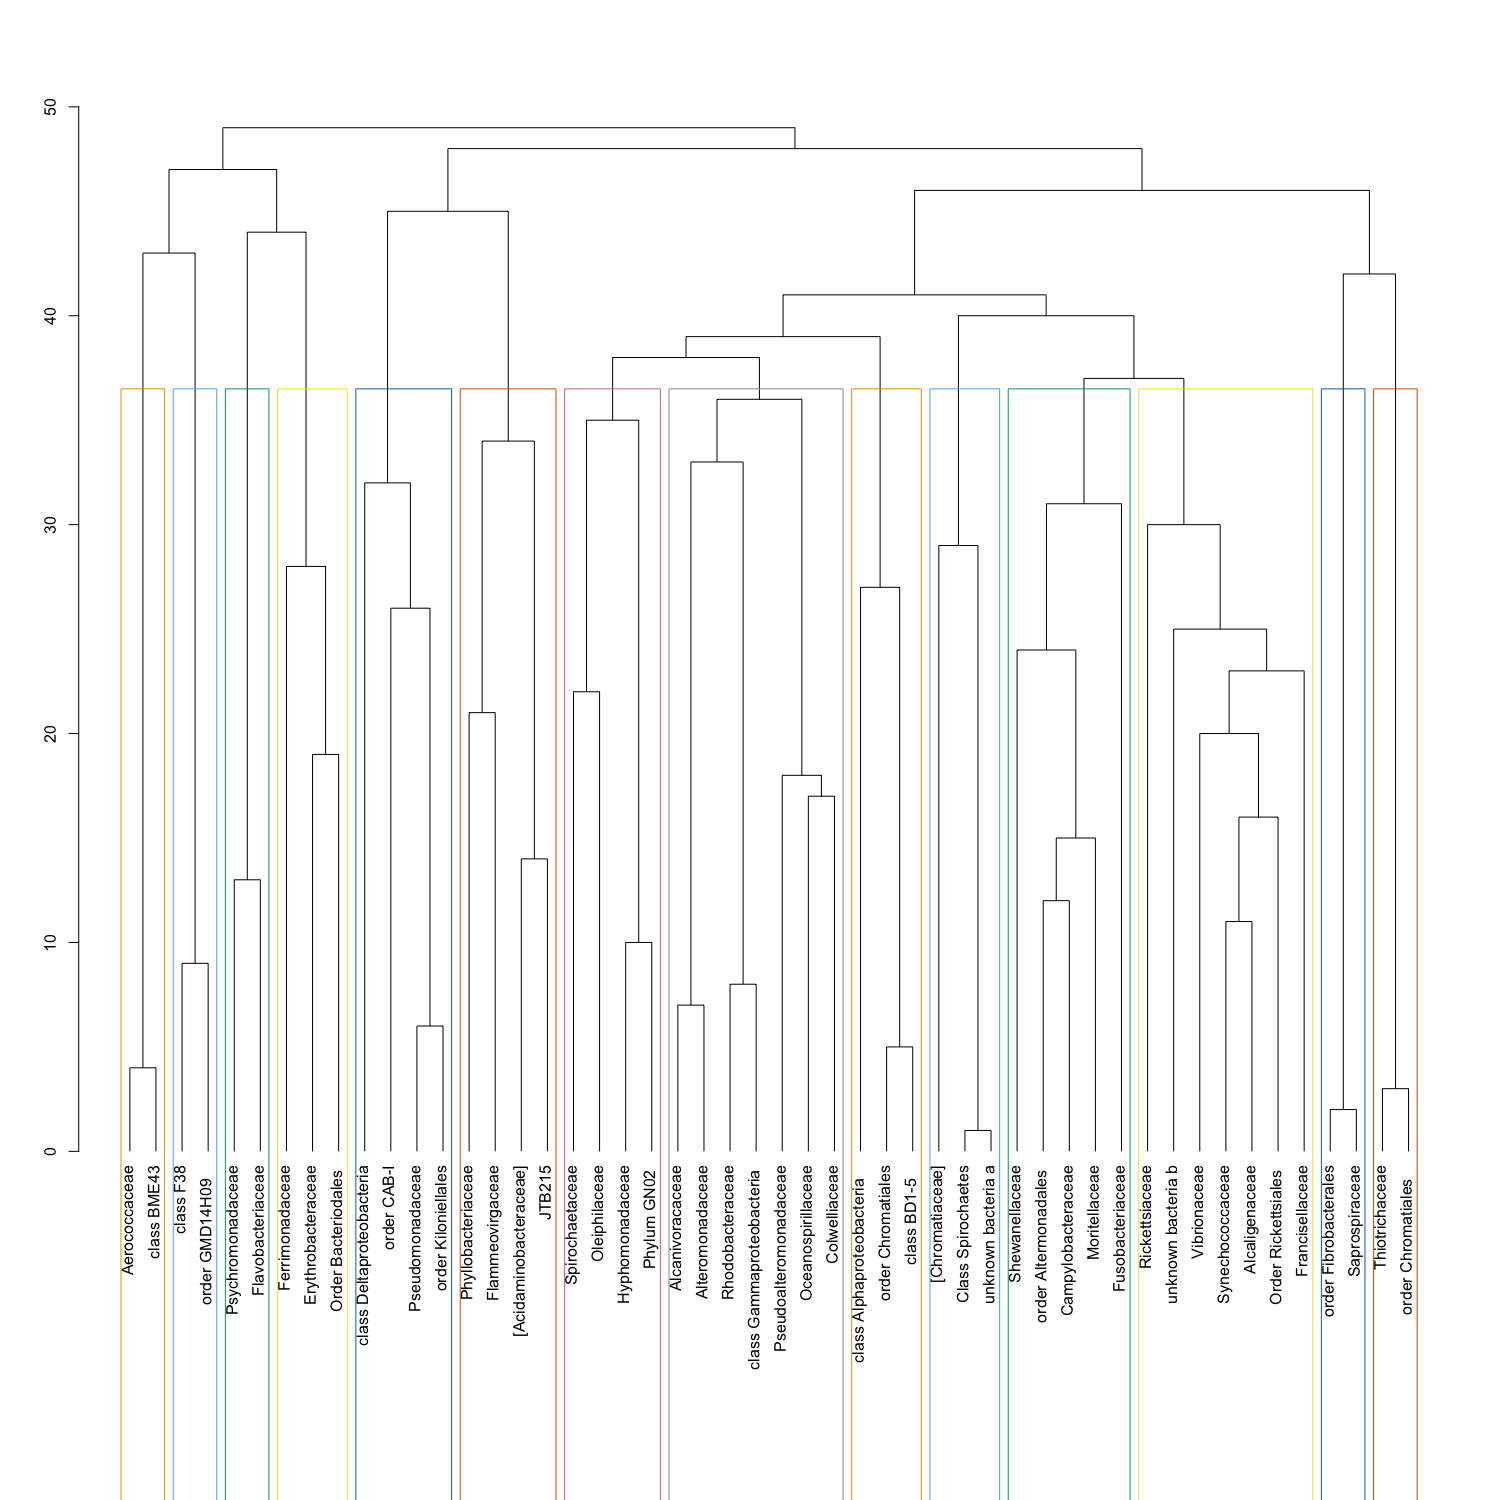 50
40
30
20
10
0
Aerococcaceae
class BME43
class F38
order GMD14H09
Psychromonadaceae
Flavobacteriaceae
Ferrimonadaceae
Erythrobacteraceae
Order Bacteriodales
class Deltaproteobacteria
order CAB-I
Pseudomonadaceae
order Kiloniellales
Phyllobacteriaceae
Flammeovirgaceae
[Acidaminobacteraceae]
JTB215
Spirochaetaceae
Oleiphilaceae
Hyphomonadaceae
Phylum GN02
Alcanivoracaceae
Alteromonadaceae
Rhodobacteraceae
class Gammaproteobacteria
Pseudoalteromonadaceae
Oceanospirillaceae
Colwelliaceae
class Alphaproteobacteria
order Chromatiales
class BD1-5
[Chromatiaceae]
Class Spirochaetes
unknown bacteria a
Shewanellaceae
order Altermonadales
Campylobacteraceae
Moritellaceae
Fusobacteriaceae
Rickettsiaceae
unknown bacteria b
Vibrionaceae
Synechococcaceae
Alcaligenaceae
Order Rickettsiales
Francisellaceae
order Fibrobacterales
Saprospiraceae
Thiotrichaceae
order Chromatiales